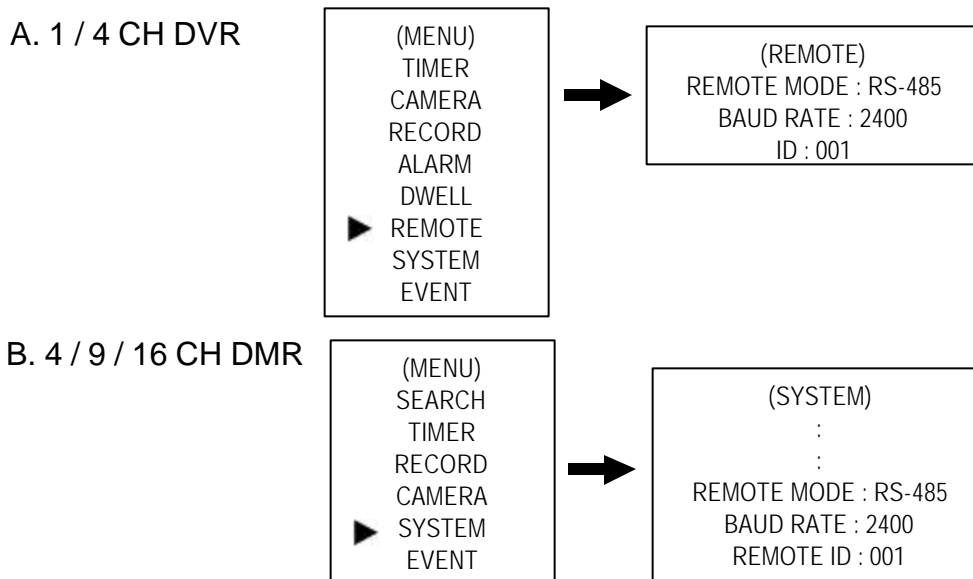 A. 1 / 4 CH DVR
(MENU)
TIMER
CAMERA
RECORD
ALARM
DWELL
REMOTE
SYSTEM
EVENT
(REMOTE)
REMOTE MODE : RS-485
BAUD RATE : 2400
ID : 001
B. 4 / 9 / 16 CH DMR
(MENU)
SEARCH
TIMER
RECORD
CAMERA
SYSTEM
EVENT
(SYSTEM)
:
:
REMOTE MODE : RS-485
BAUD RATE : 2400
REMOTE ID : 001